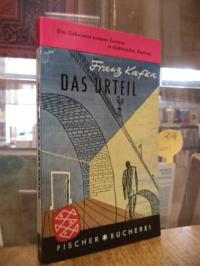 Das Geheimnis unserer Existenz
in dichterischer Deutung
Franz Kafka
DAS URTEIL
FISCHER BÜCHEREI